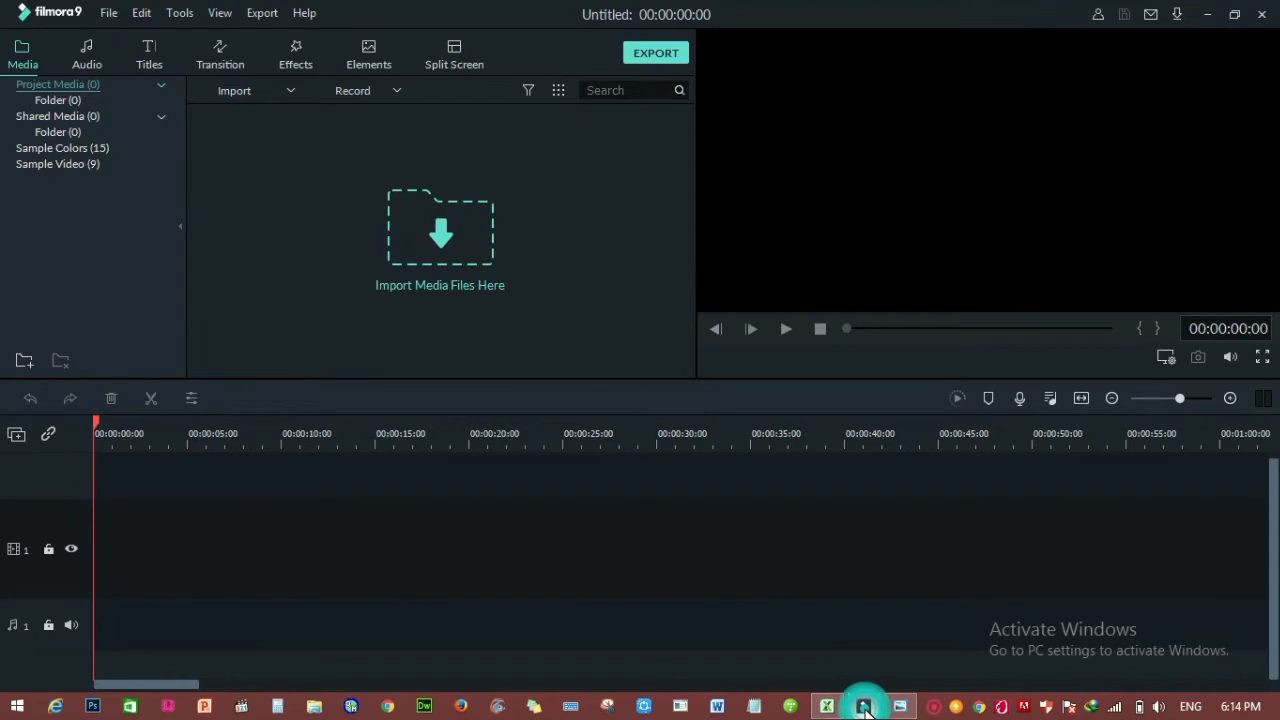 filmora9 File Edit Tools View Export Help Untitled: 00:00:00:00
Media Audio Titles Transition Effects Elements Split Screen EXPORT
Project Media (0)
Folder (0)
Shared Media (0)
Folder (0)
Sample Colors (15)
Sample Video (9)
Import Record Search
Import Media Files Here
00:00:00:00
00:00:00:00 00:00:05:00 00:00:10:00 00:00:15:00 00:00:20:00 00:00:25:00 00:00:30:00 00:00:35:00 00:00:40:00 00:00:45:00 00:00:50:00 00:00:55:00 00:01:00:00
1
1
Activate Windows
Go to PC settings to activate Windows.
Ps Dw ENG 6:14 PM